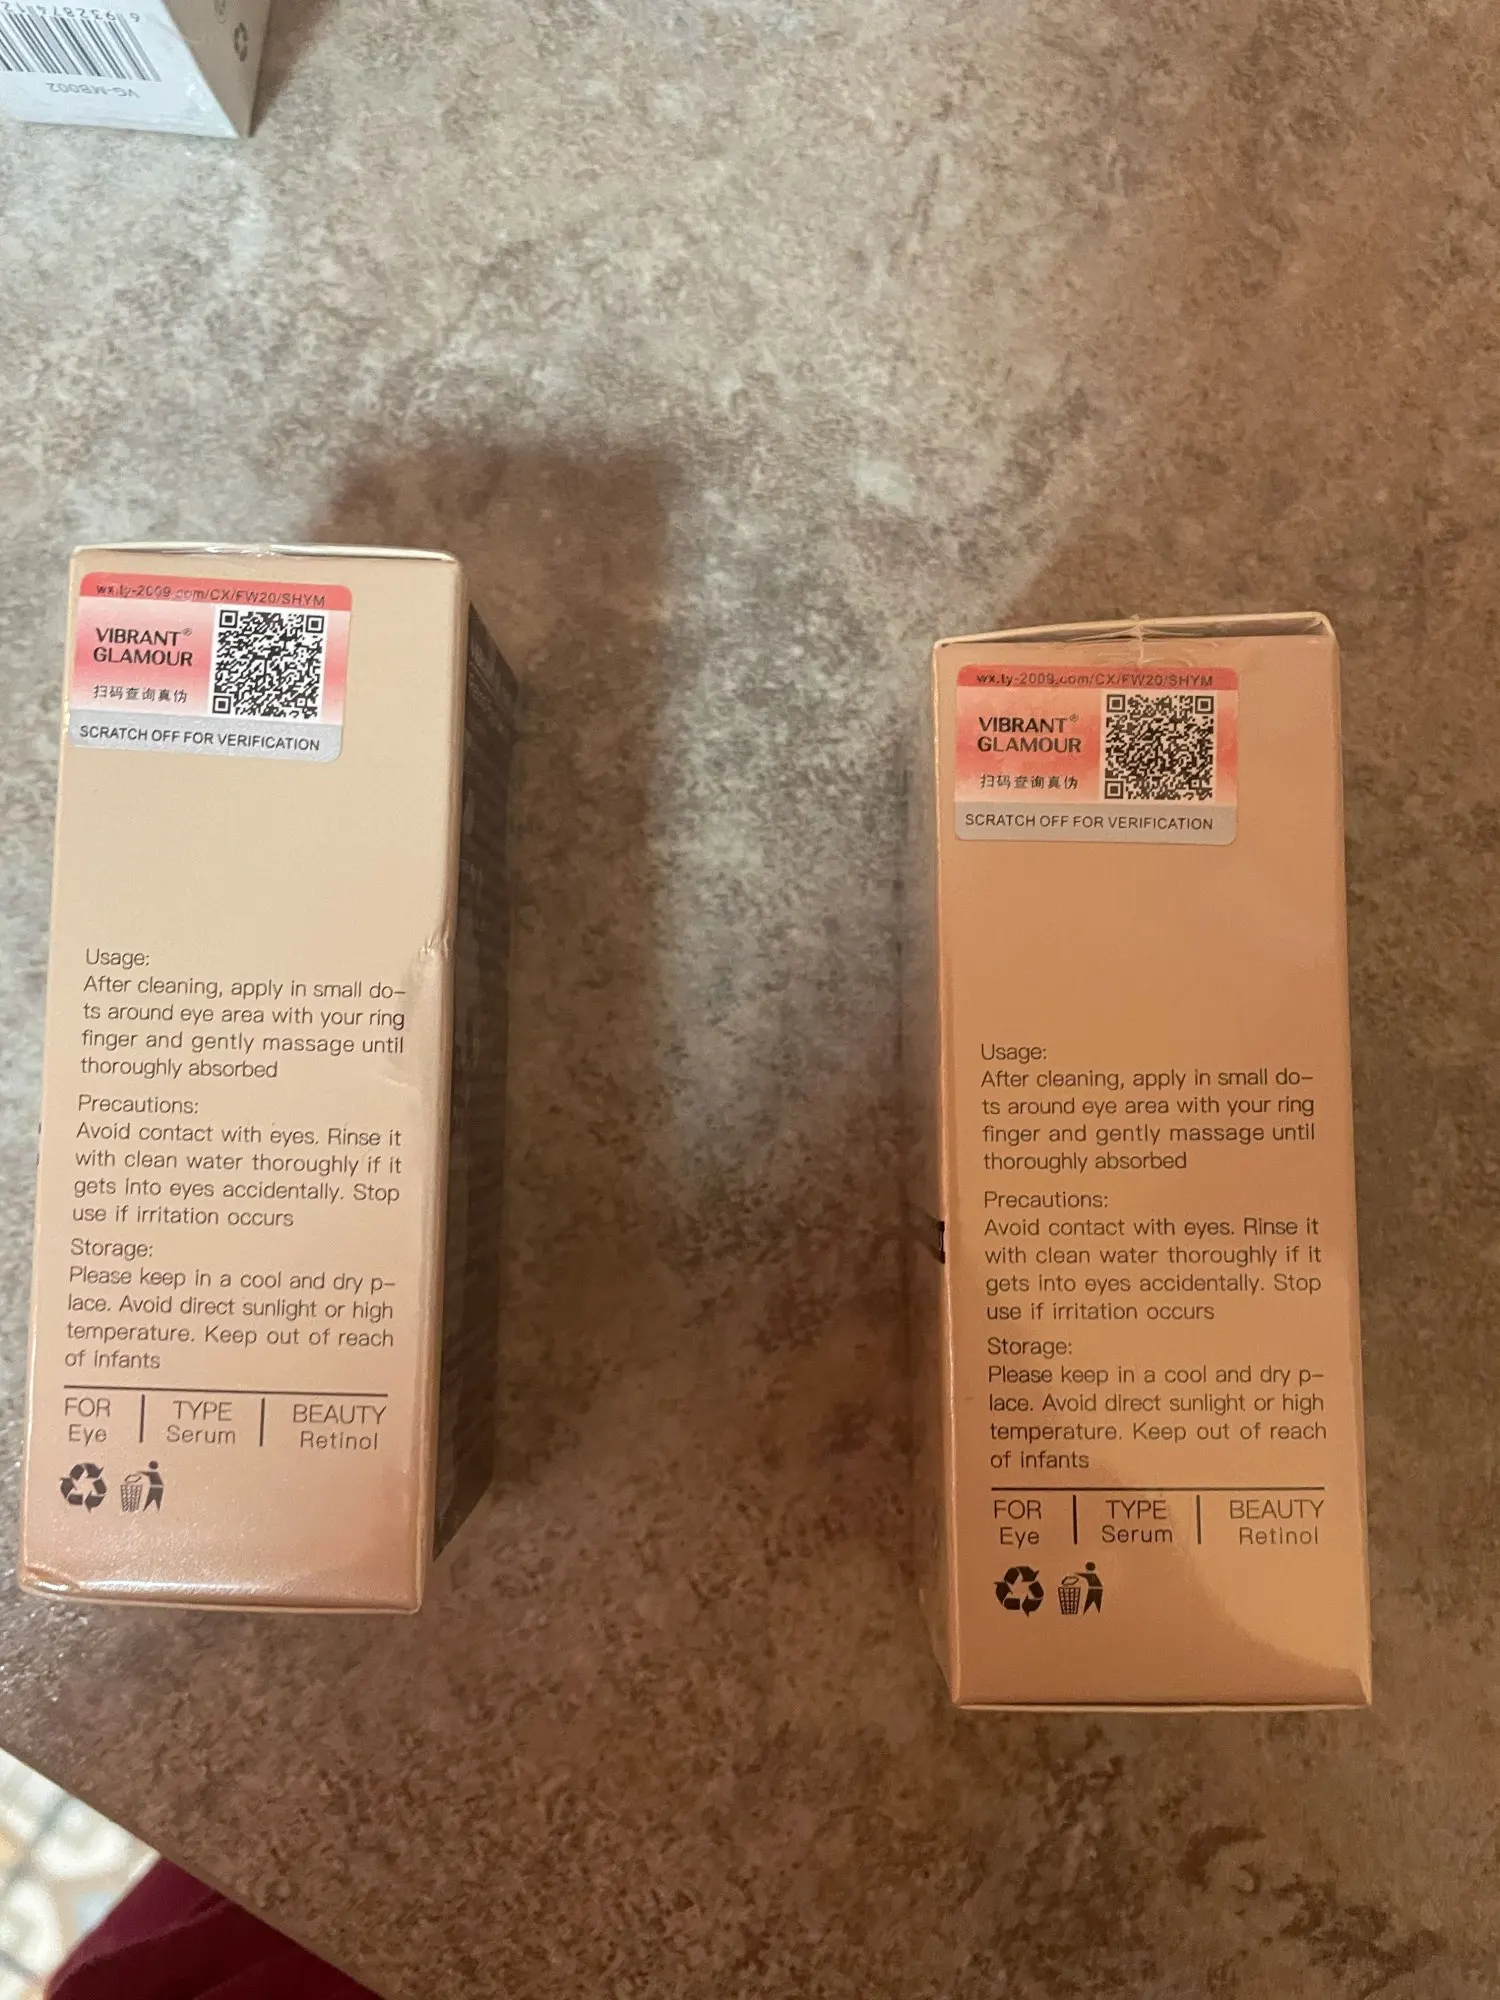 6 932874 12
VG-MB002
wx.ly-2009.com/CX/FW20/SHYM
VIBRANT®
GLAMOUR
扫码查询真伪
SCRATCH OFF FOR VERIFICATION
Usage:
After cleaning, apply in small do–
ts around eye area with your ring
finger and gently massage until
thoroughly absorbed
Precautions:
Avoid contact with eyes. Rinse it
with clean water thoroughly if it
gets into eyes accidentally. Stop
use if irritation occurs
Storage:
Please keep in a cool and dry p–
lace. Avoid direct sunlight or high
temperature. Keep out of reach
of infants
FOR TYPE BEAUTY
Eye Serum Retinol
wx.ly-2009.com/CX/FW20/SHYM
VIBRANT®
GLAMOUR
扫码查询真伪
SCRATCH OFF FOR VERIFICATION
Usage:
After cleaning, apply in small do–
ts around eye area with your ring
finger and gently massage until
thoroughly absorbed
Precautions:
Avoid contact with eyes. Rinse it
with clean water thoroughly if it
gets into eyes accidentally. Stop
use if irritation occurs
Storage:
Please keep in a cool and dry p–
lace. Avoid direct sunlight or high
temperature. Keep out of reach
of infants
FOR TYPE BEAUTY
Eye Serum Retinol